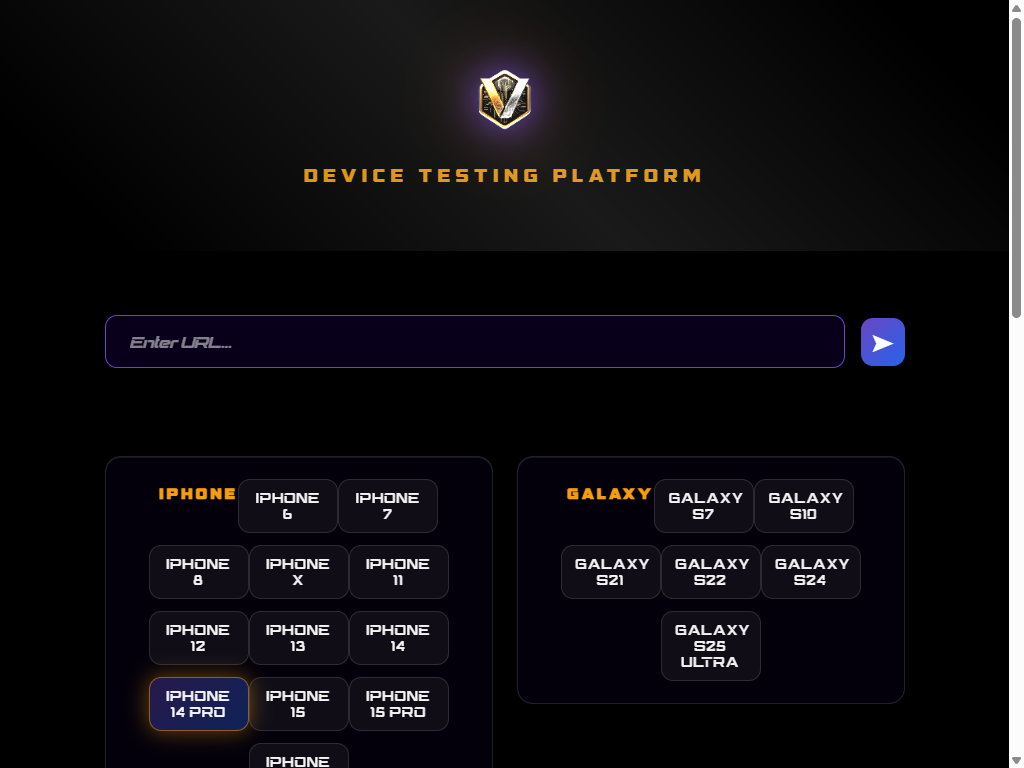 DEVICE TESTING PLATFORM
Enter URL...
IPHONE
IPHONE
6
IPHONE
7
IPHONE
8
IPHONE
X
IPHONE
11
IPHONE
12
IPHONE
13
IPHONE
14
IPHONE
14 PRO
IPHONE
15
IPHONE
15 PRO
IPHONE
GALAXY
GALAXY
S7
GALAXY
S10
GALAXY
S21
GALAXY
S22
GALAXY
S24
GALAXY
S25
ULTRA